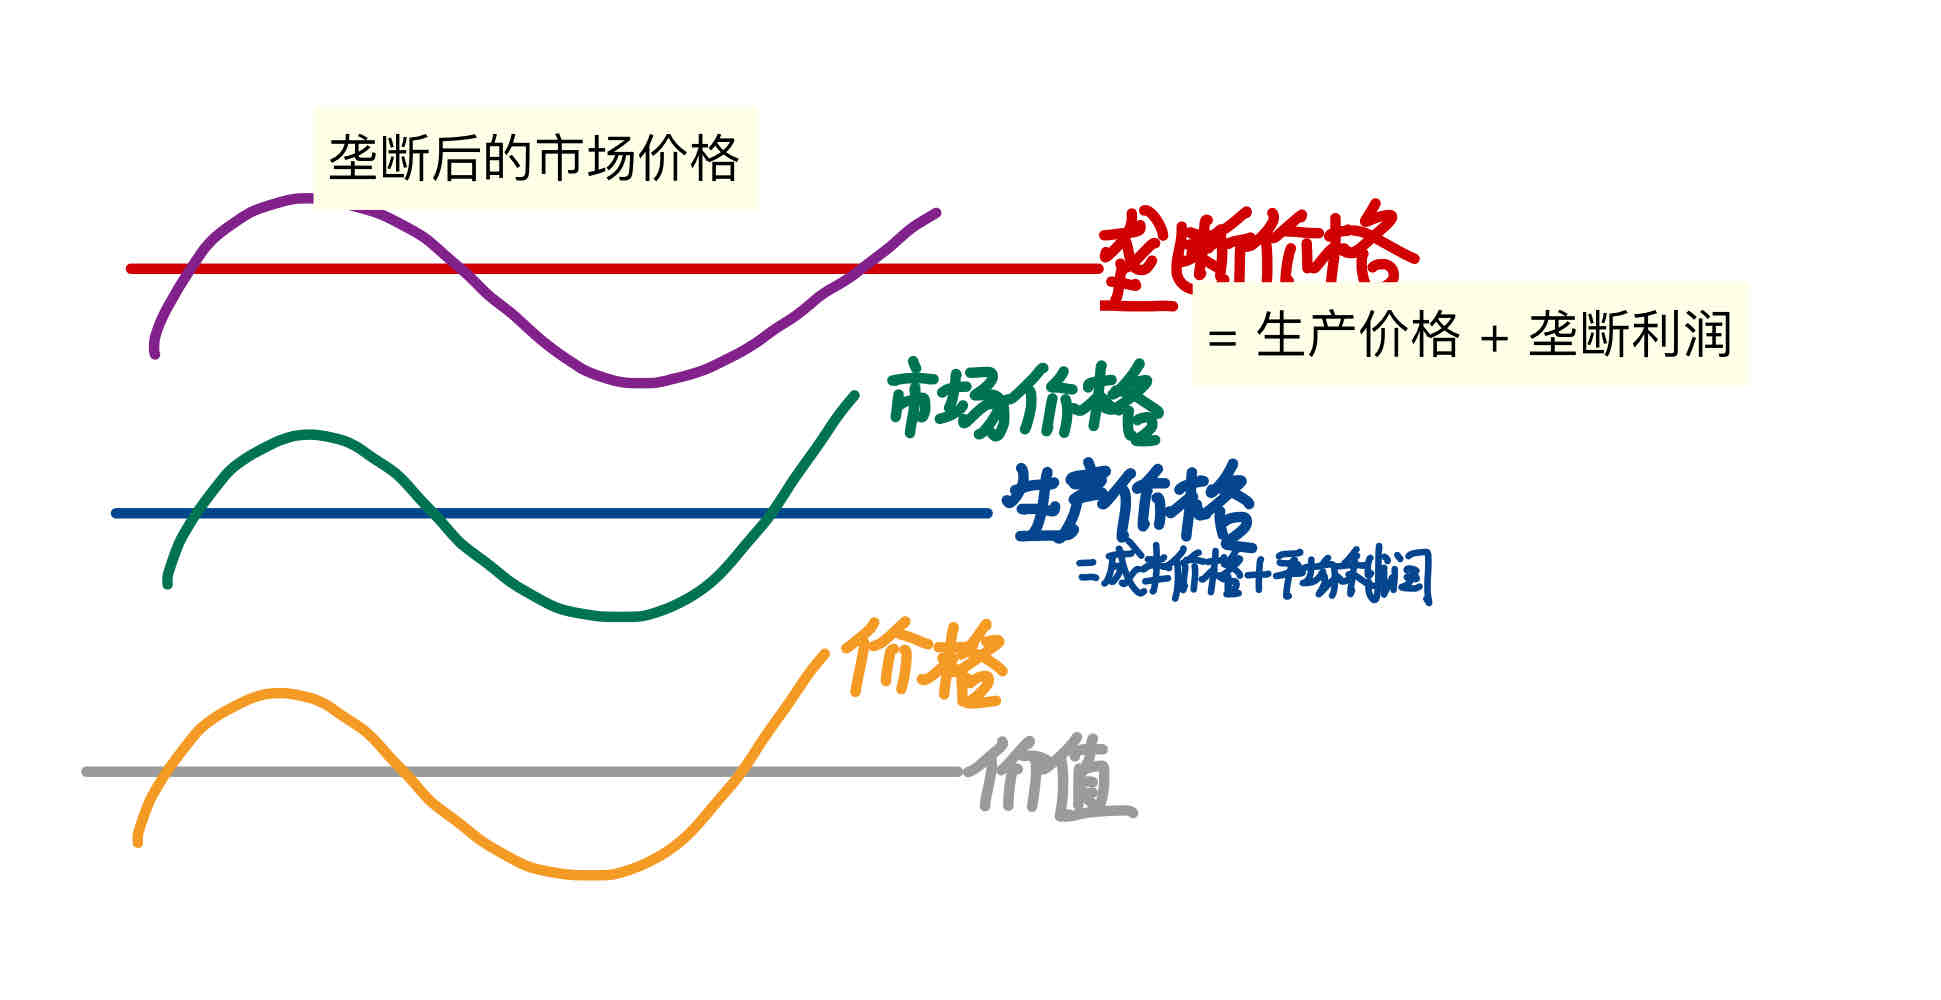 垄断后的市场价格
垄断价格
= 生产价格 + 垄断利润
市场价格
生产价格
=成本价格+平均利润
价格
价值